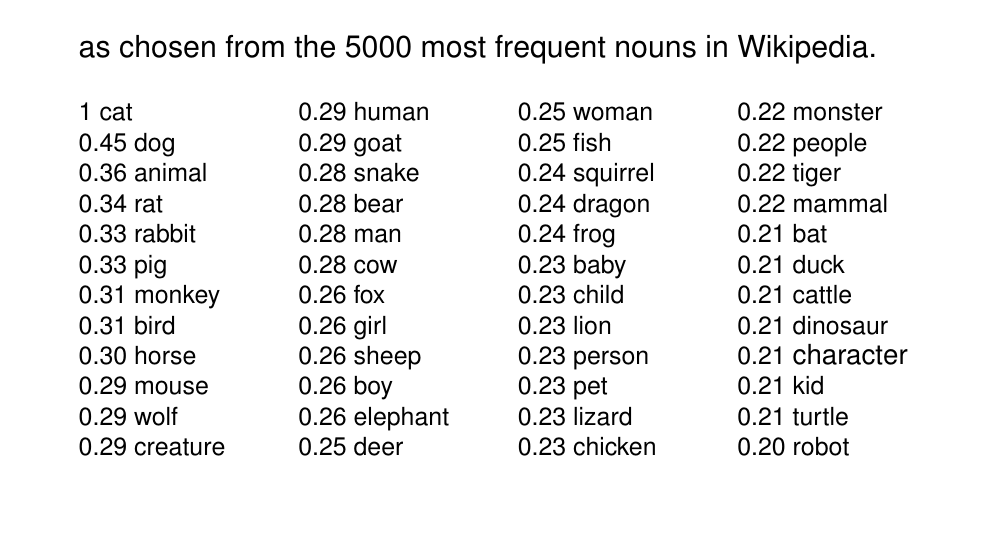 as chosen from the 5000 most frequent nouns in Wikipedia.
1 cat
0.45 dog
0.36 animal
0.34 rat
0.33 rabbit
0.33 pig
0.31 monkey
0.31 bird
0.30 horse
0.29 mouse
0.29 wolf
0.29 creature
0.29 human
0.29 goat
0.28 snake
0.28 bear
0.28 man
0.28 cow
0.26 fox
0.26 girl
0.26 sheep
0.26 boy
0.26 elephant
0.25 deer
0.25 woman
0.25 fish
0.24 squirrel
0.24 dragon
0.24 frog
0.23 baby
0.23 child
0.23 lion
0.23 person
0.23 pet
0.23 lizard
0.23 chicken
0.22 monster
0.22 people
0.22 tiger
0.22 mammal
0.21 bat
0.21 duck
0.21 cattle
0.21 dinosaur
0.21 character
0.21 kid
0.21 turtle
0.20 robot